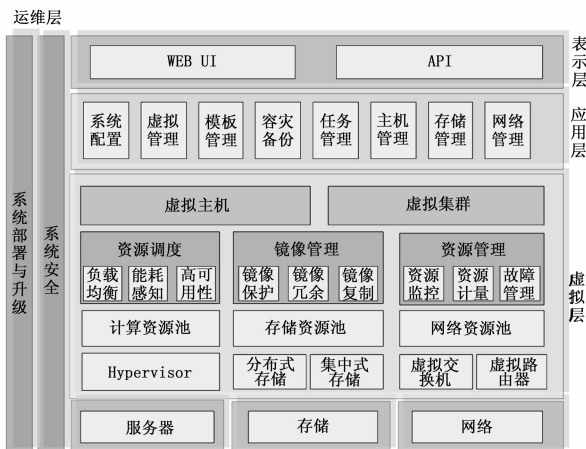 运维层
表示层
WEB UI
API
应用层
系统
配置
虚拟
管理
模板
管理
容灾
备份
任务
管理
主机
管理
存储
管理
网络
管理
系统部署与升级
系统安全
虚拟层
虚拟主机
虚拟集群
资源调度
负载
均衡
能耗
感知
高可
用性
镜像管理
镜像
保护
镜像
冗余
镜像
复制
资源管理
资源
监控
资源
计量
故障
管理
计算资源池
存储资源池
网络资源池
Hypervisor
分布式
存储
集中式
存储
虚拟交
换机
虚拟路
由器
服务器
存储
网络